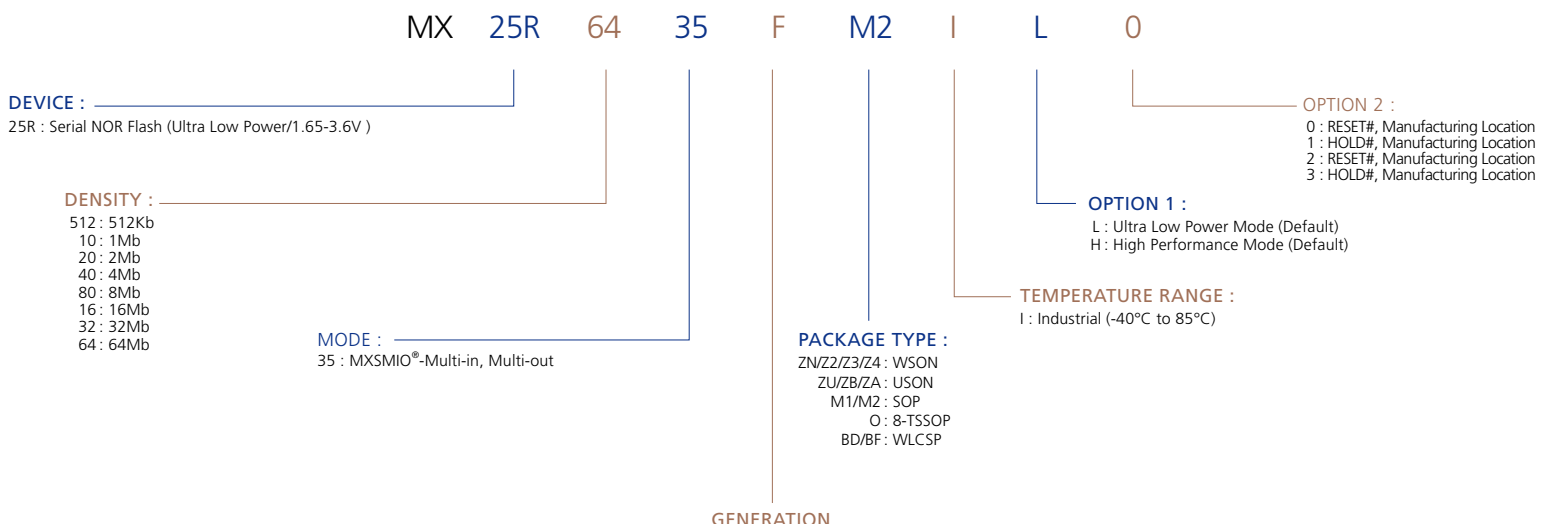 MX 25R 64 35 F M2 I L 0
DEVICE :
25R : Serial NOR Flash (Ultra Low Power/1.65-3.6V )
OPTION 2 :
0 : RESET#, Manufacturing Location
1 : HOLD#, Manufacturing Location
2 : RESET#, Manufacturing Location
3 : HOLD#, Manufacturing Location
DENSITY :
512 : 512Kb
10 : 1Mb
20 : 2Mb
40 : 4Mb
80 : 8Mb
16 : 16Mb
32 : 32Mb
64 : 64Mb
OPTION 1 :
L : Ultra Low Power Mode (Default)
H : High Performance Mode (Default)
TEMPERATURE RANGE :
I : Industrial (-40°C to 85°C)
MODE :
35 : MXSMIO®-Multi-in, Multi-out
PACKAGE TYPE :
ZN/Z2/Z3/Z4 : WSON
ZU/ZB/ZA : USON
M1/M2 : SOP
O : 8-TSSOP
BD/BF : WLCSP
GENERATION